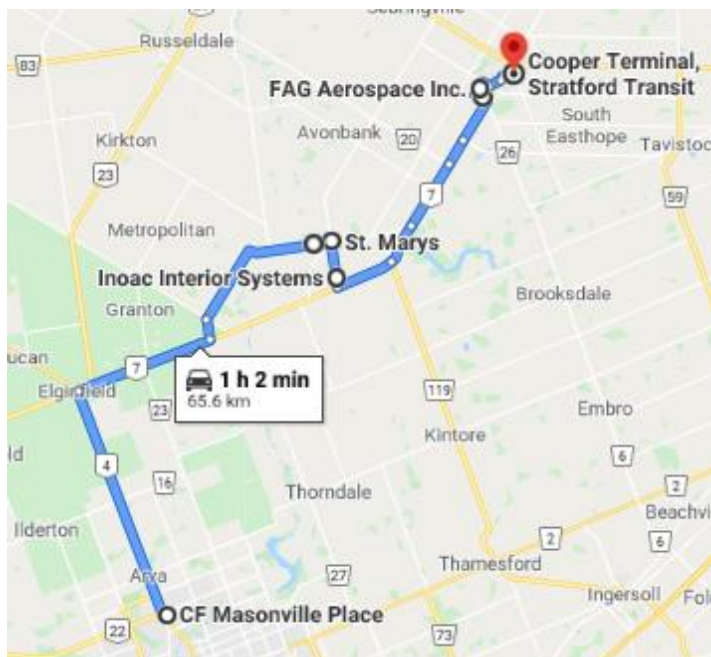 Sebringville
Russeldale
83
Cooper Terminal,
Stratford Transit
FAG Aerospace Inc.
Avonbank
20
South
Easthope
Kirkton
26
Tavistoc
23
7
59
Metropolitan
St. Marys
Inoac Interior Systems
Granton
Brooksdale
ucan
7
1 h 2 min
65.6 km
Elginfield
23
119
Embro
ld
4
Kintore
6
16
Thorndale
2
Ilderton
2
Beachvi
6
Arva
27
Thamesford
Ingersoll
Fol
CF Masonville Place
22
73